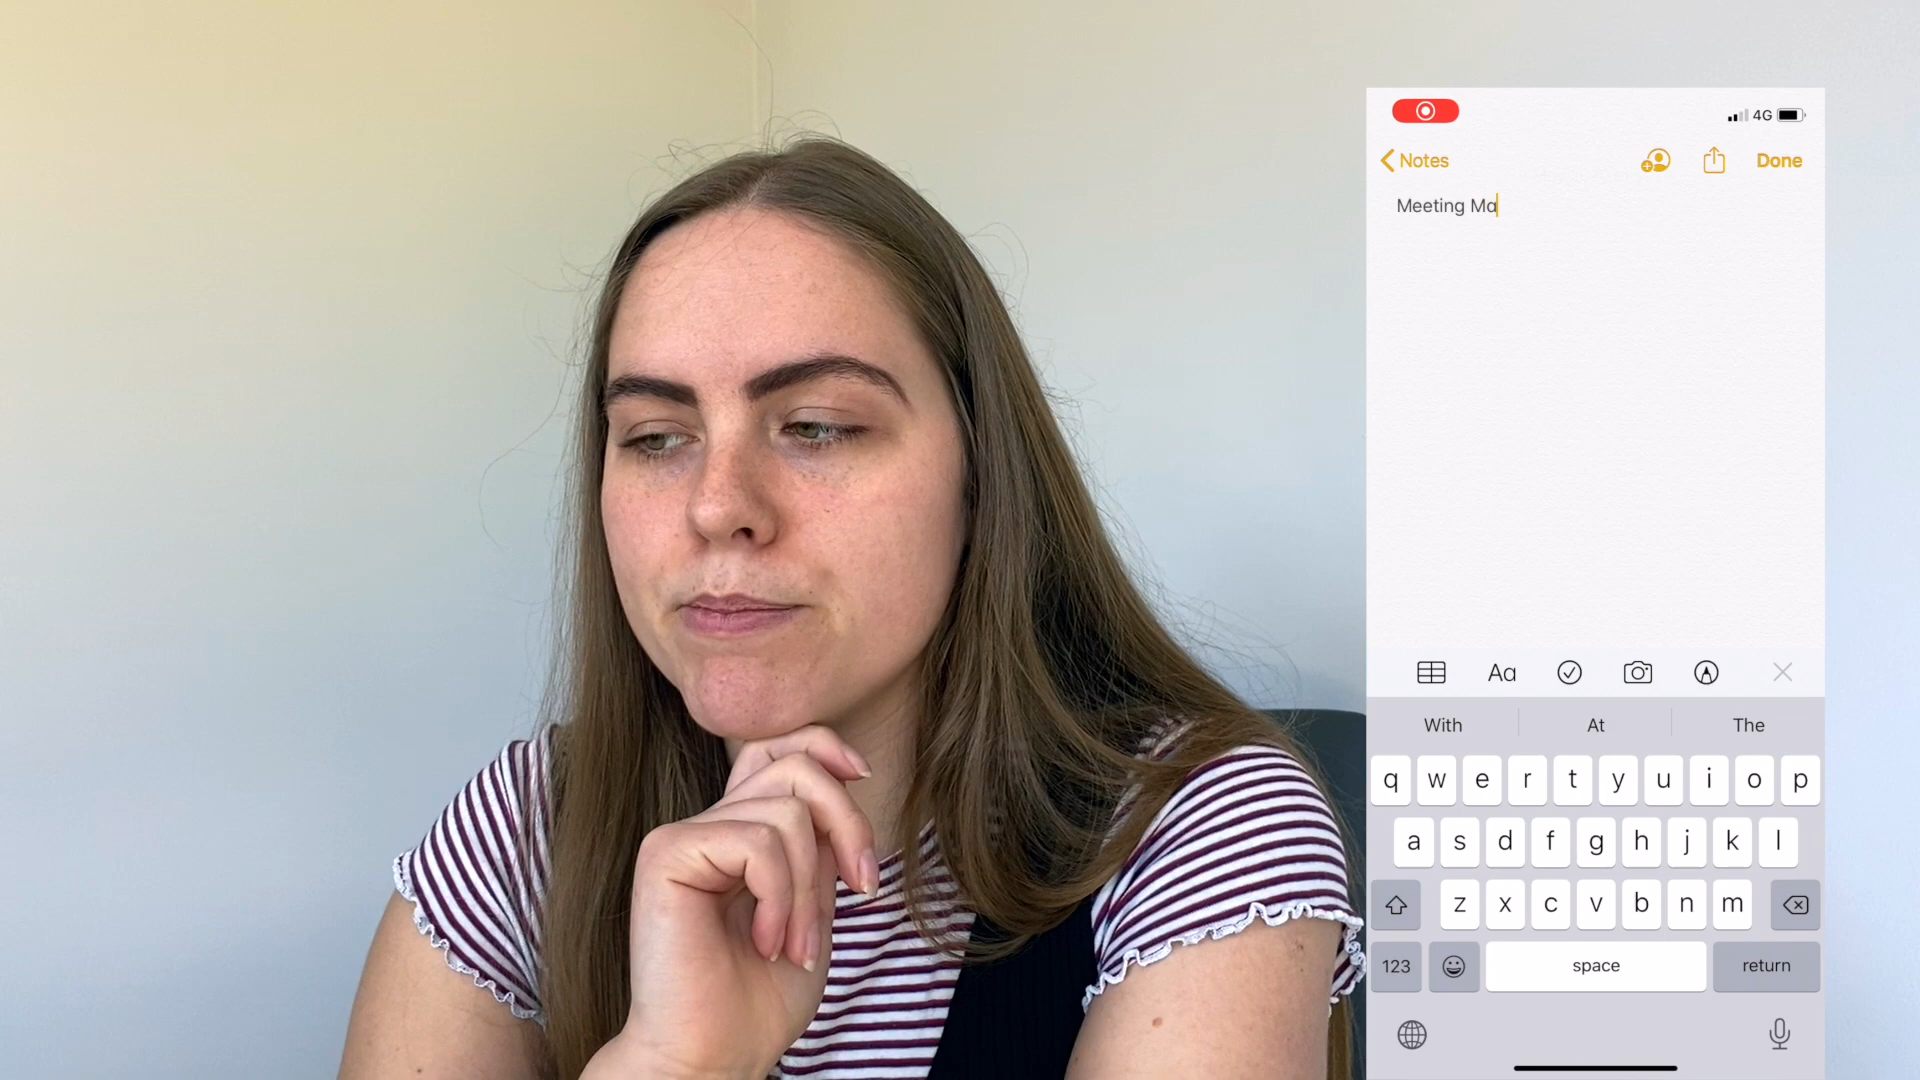 4G
Notes
Done
Meeting Ma
Aa
With At The
q w e r t y u i o p
a s d f g h j k l
z x c v b n m
123 space return